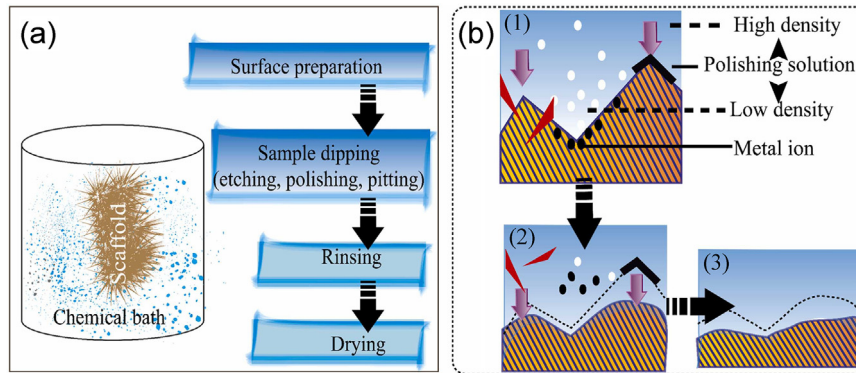 (a)
Surface preparation
Sample dipping
(etching, polishing, pitting)
Rinsing
Drying
Scaffold
Chemical bath
(b)
(1)
High density
Polishing solution
Low density
Metal ion
(2)
(3)